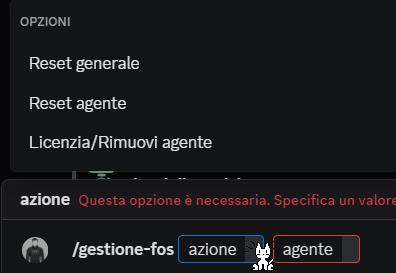 OPZIONI
Reset generale
Reset agente
Licenzia/Rimuovi agente
azione Questa opzione è necessaria. Specifica un valore
/gestione-fos azione agente